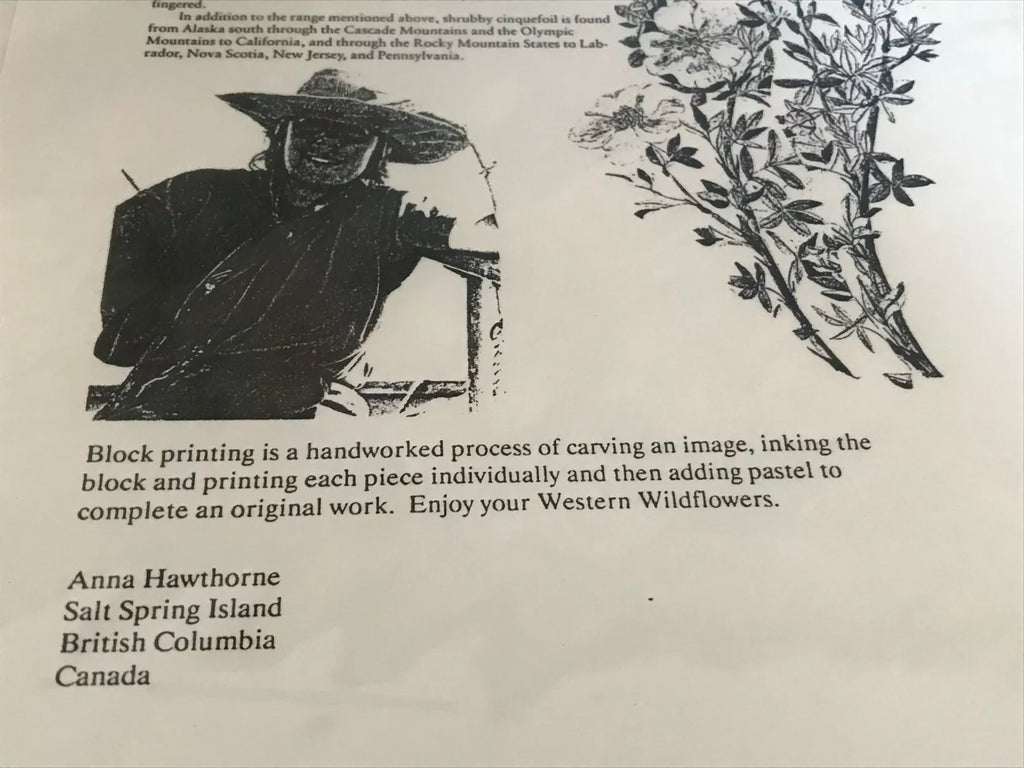 fingered.
In addition to the range mentioned above, shrubby cinquefoil is found
from Alaska south through the Cascade Mountains and the Olympic
Mountains to California, and through the Rocky Mountain States to Lab-
rador, Nova Scotia, New Jersey, and Pennsylvania.
Block printing is a handworked process of carving an image, inking the
block and printing each piece individually and then adding pastel to
complete an original work. Enjoy your Western Wildflowers.
Anna Hawthorne
Salt Spring Island
British Columbia
Canada